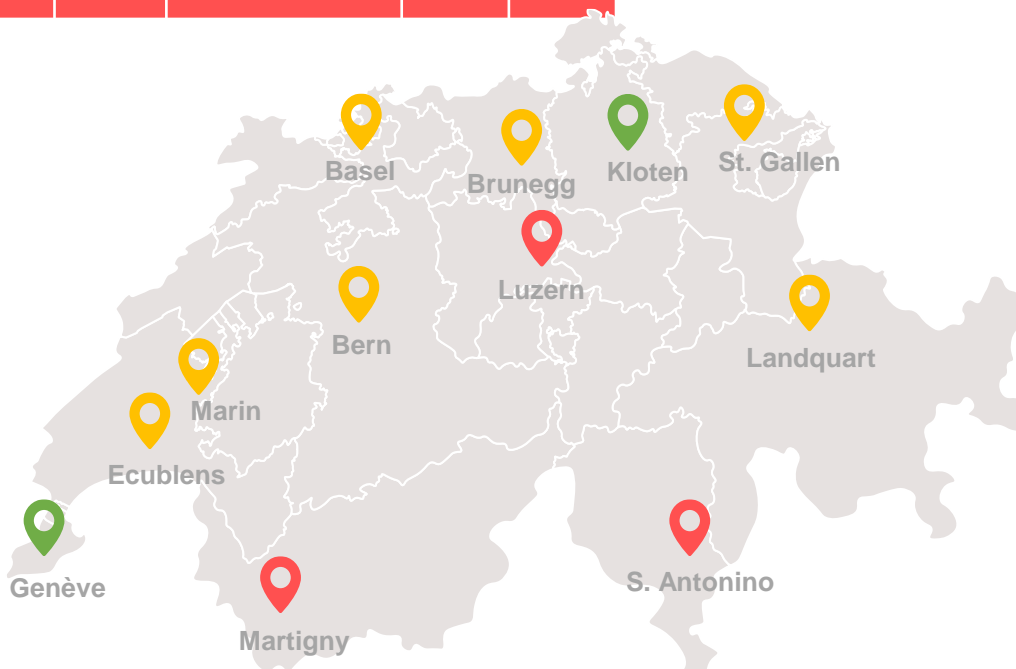 Basel
Brunegg
Kloten
St. Gallen
Luzern
Bern
Landquart
Marin
Ecublens
Genève
S. Antonino
Martigny